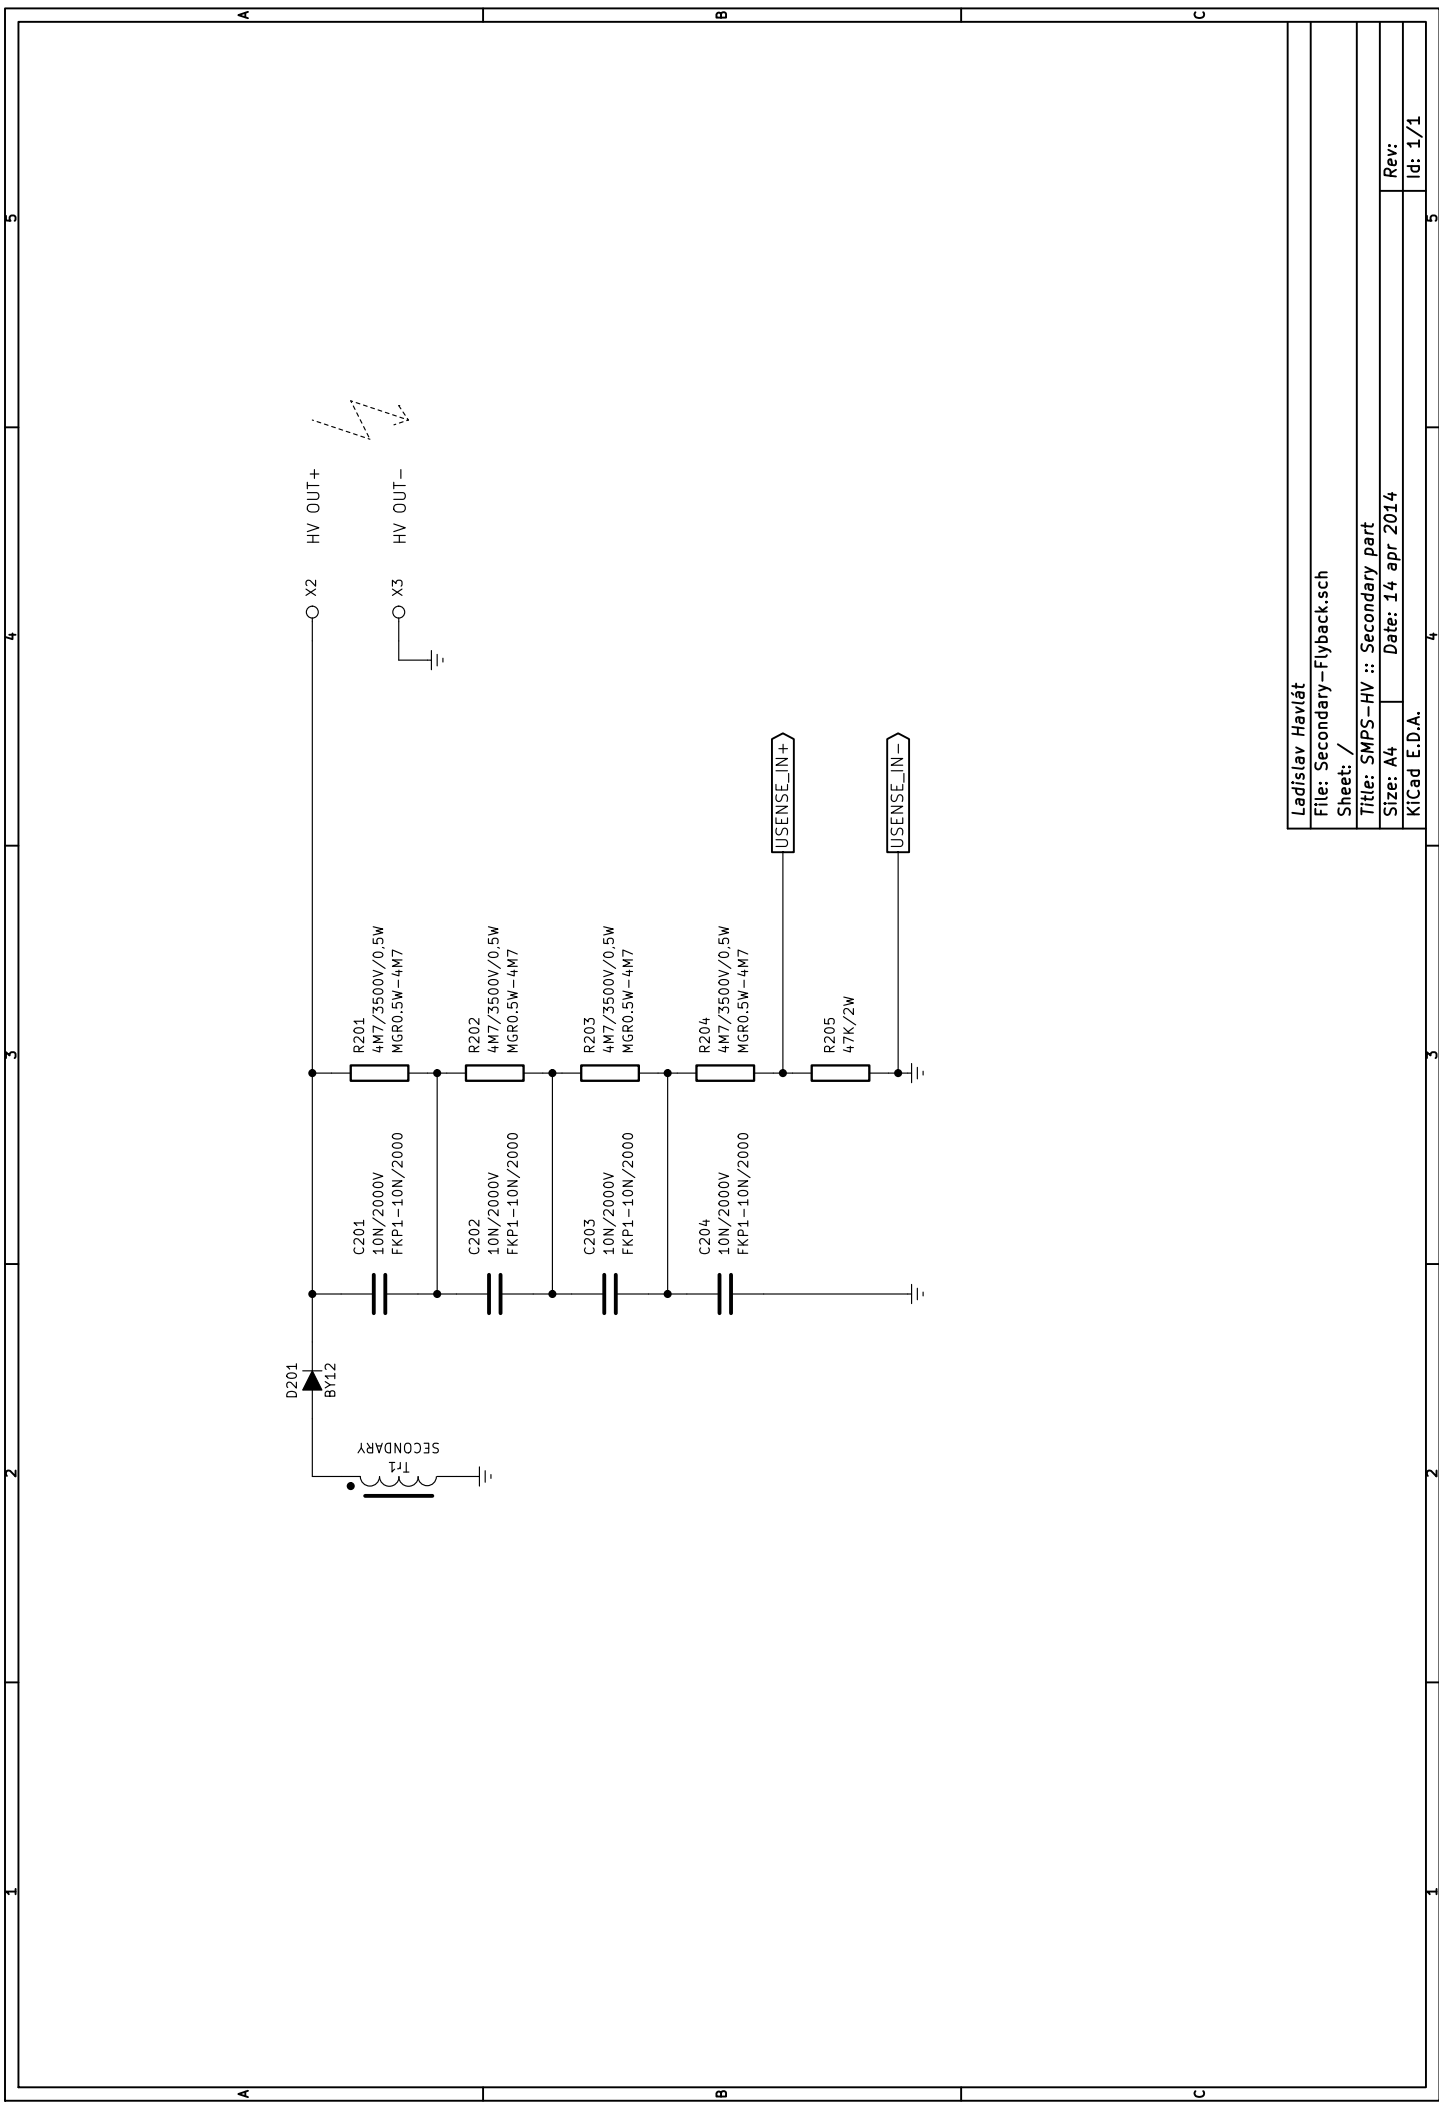 1
2
3
4
5
A
B
C
D201
BY12
Tr1
SECONDARY
C201
10N/2000V
FKP1-10N/2000
R201
4M7/3500V/0,5W
MGR0.5W-4M7
X2
HV OUT+
X3
HV OUT-
C202
10N/2000V
FKP1-10N/2000
R202
4M7/3500V/0,5W
MGR0.5W-4M7
C203
10N/2000V
FKP1-10N/2000
R203
4M7/3500V/0,5W
MGR0.5W-4M7
C204
10N/2000V
FKP1-10N/2000
R204
4M7/3500V/0,5W
MGR0.5W-4M7
USENSE_IN+
R205
47K/2W
USENSE_IN-
Ladislav Havlát
File: Secondary-Flyback.sch
Sheet: /
Title: SMPS-HV :: Secondary part
Size: A4 Date: 14 apr 2014 Rev:
KiCad E.D.A. Id: 1/1
A
B
C
1
2
3
4
5